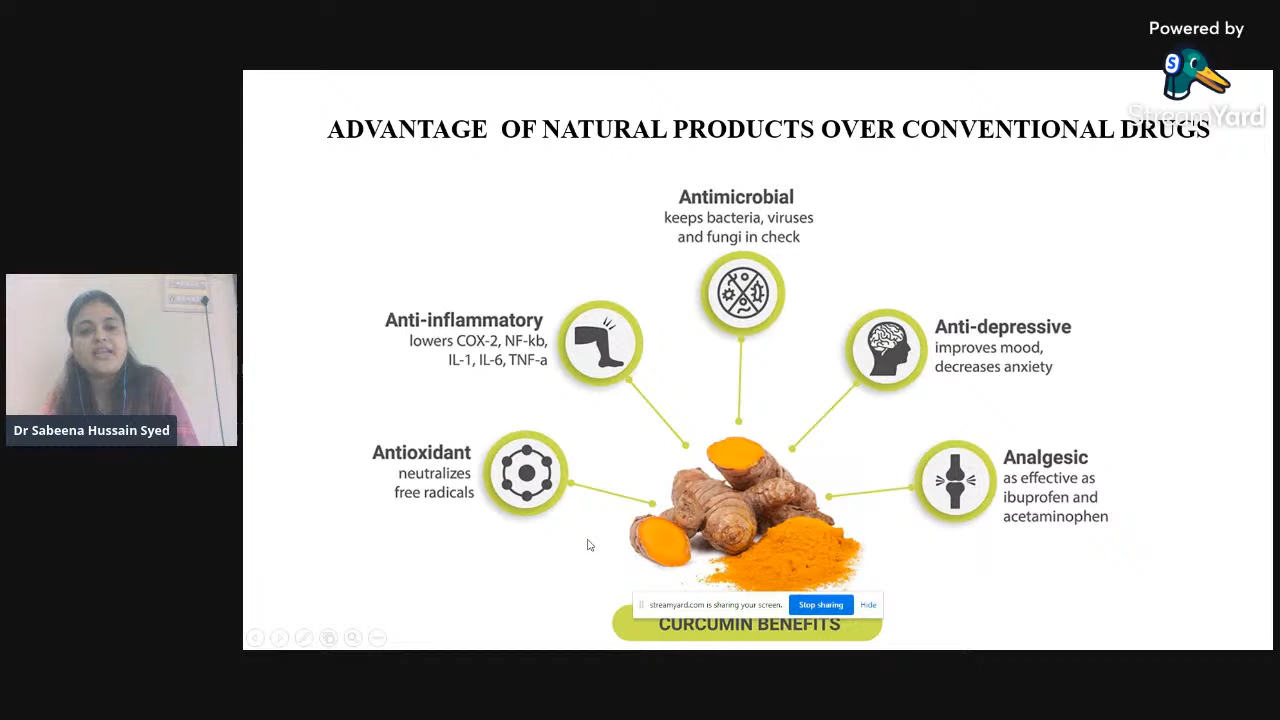 Powered by
StreamYard
ADVANTAGE OF NATURAL PRODUCTS OVER CONVENTIONAL DRUGS
Antimicrobial
keeps bacteria, viruses
and fungi in check
Anti-inflammatory
lowers COX-2, NF-kb,
IL-1, IL-6, TNF-a
Anti-depressive
improves mood,
decreases anxiety
Antioxidant
neutralizes
free radicals
Analgesic
as effective as
ibuprofen and
acetaminophen
Dr Sabeena Hussain Syed
streamyard.com is sharing your screen.
Stop sharing
Hide
CURCUMIN BENEFITS